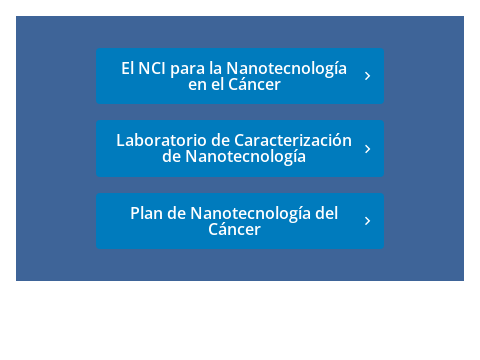 El NCI para la Nanotecnología
en el Cáncer
Laboratorio de Caracterización
de Nanotecnología
Plan de Nanotecnología del
Cáncer